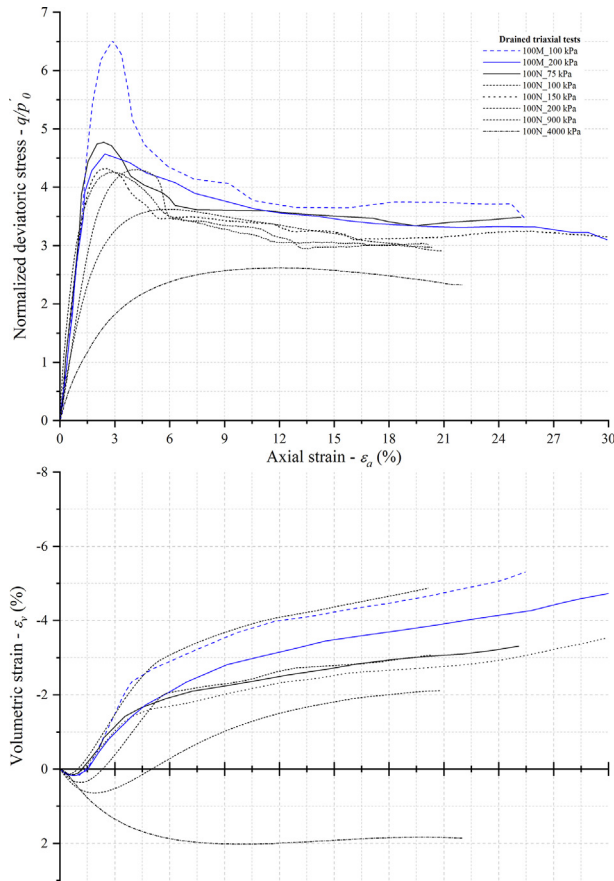 Drained triaxial tests
100M_100 kPa
100M_200 kPa
100N_75 kPa
100N_100 kPa
100N_150 kPa
100N_200 kPa
100N_900 kPa
100N_4000 kPa
Normalized deviatoric stress - q/p'0
7
6
5
4
3
2
1
0
0 3 6 9 12 15 18 21 24 27 30
Axial strain - εa (%)
Volumetric strain - εv (%)
-8
-6
-4
-2
0
2